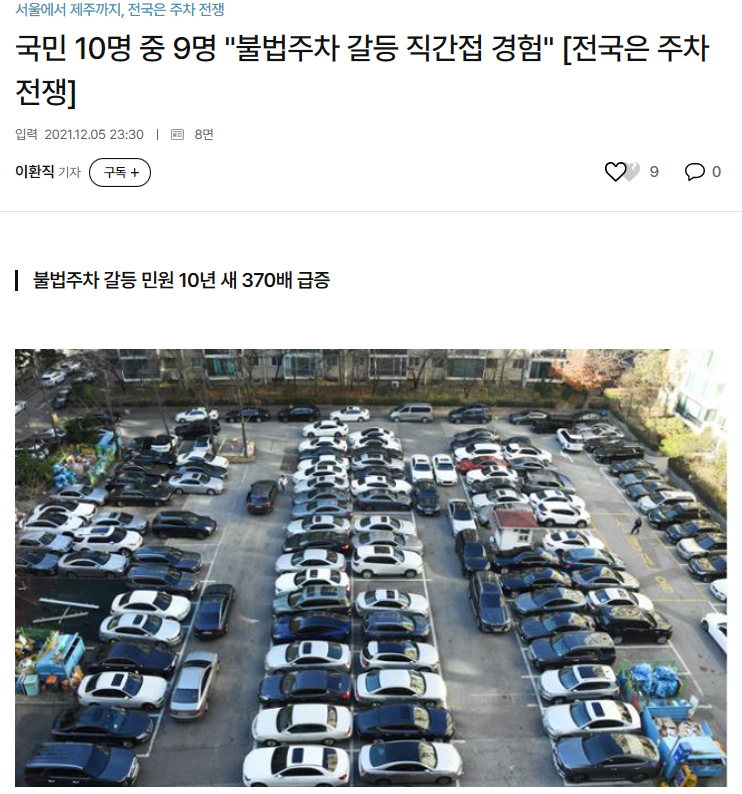 서울에서 제주까지, 전국은 주차 전쟁
국민 10명 중 9명 "불법주차 갈등 직간접 경험" [전국은 주차
전쟁]
입력 2021.12.05 23:30 | 8면
이환직 기자 구독 + 9 0
불법주차 갈등 민원 10년 새 370배 급증